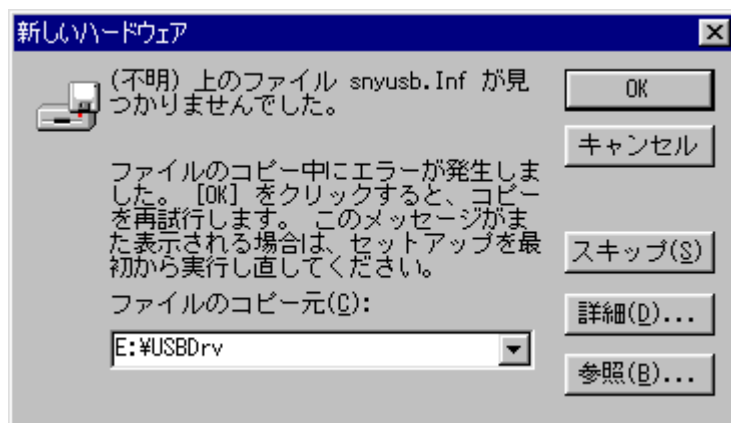 新しいハードウェア
(不明) 上のファイル snyusb.Inf が見
つかりませんでした。
OK
キャンセル
ファイルのコピー中にエラーが発生しま
した。 [OK] をクリックすると、コピー
を再試行します。 このメッセージがま
た表示される場合は、セットアップを最
初から実行し直してください。
スキップ(S)
ファイルのコピー元(C):
詳細(D)...
E:¥USBDrv
参照(B)...